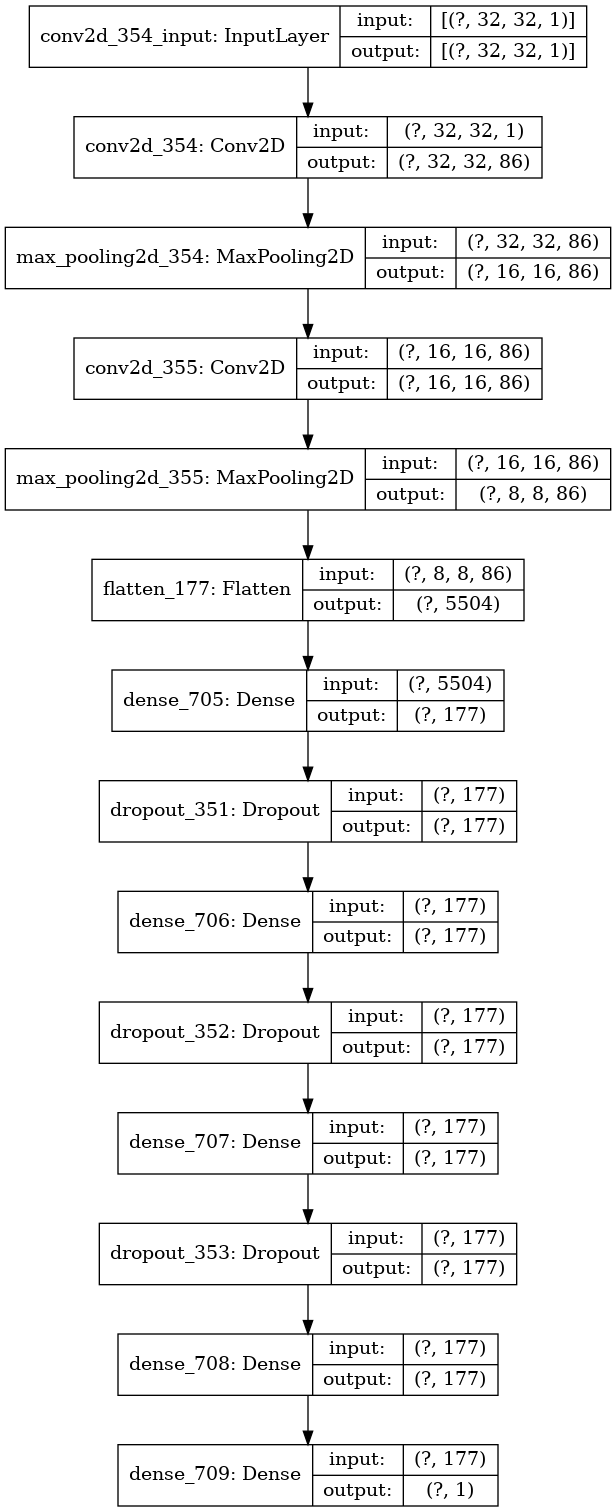 conv2d_354_input: InputLayer
input: [(?, 32, 32, 1)]
output: [(?, 32, 32, 1)]
conv2d_354: Conv2D
input: (?, 32, 32, 1)
output: (?, 32, 32, 86)
max_pooling2d_354: MaxPooling2D
input: (?, 32, 32, 86)
output: (?, 16, 16, 86)
conv2d_355: Conv2D
input: (?, 16, 16, 86)
output: (?, 16, 16, 86)
max_pooling2d_355: MaxPooling2D
input: (?, 16, 16, 86)
output: (?, 8, 8, 86)
flatten_177: Flatten
input: (?, 8, 8, 86)
output: (?, 5504)
dense_705: Dense
input: (?, 5504)
output: (?, 177)
dropout_351: Dropout
input: (?, 177)
output: (?, 177)
dense_706: Dense
input: (?, 177)
output: (?, 177)
dropout_352: Dropout
input: (?, 177)
output: (?, 177)
dense_707: Dense
input: (?, 177)
output: (?, 177)
dropout_353: Dropout
input: (?, 177)
output: (?, 177)
dense_708: Dense
input: (?, 177)
output: (?, 177)
dense_709: Dense
input: (?, 177)
output: (?, 1)